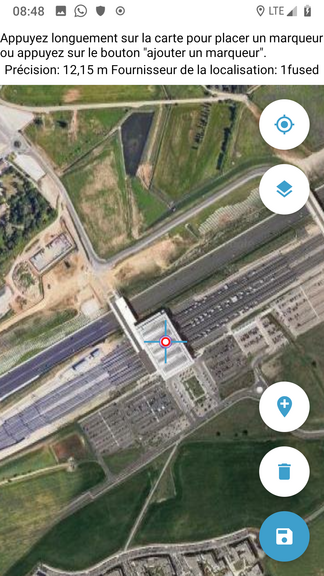 08:48
LTE
Appuyez longuement sur la carte pour placer un marqueur
ou appuyez sur le bouton "ajouter un marqueur".
Précision: 12,15 m Fournisseur de la localisation: 1fused